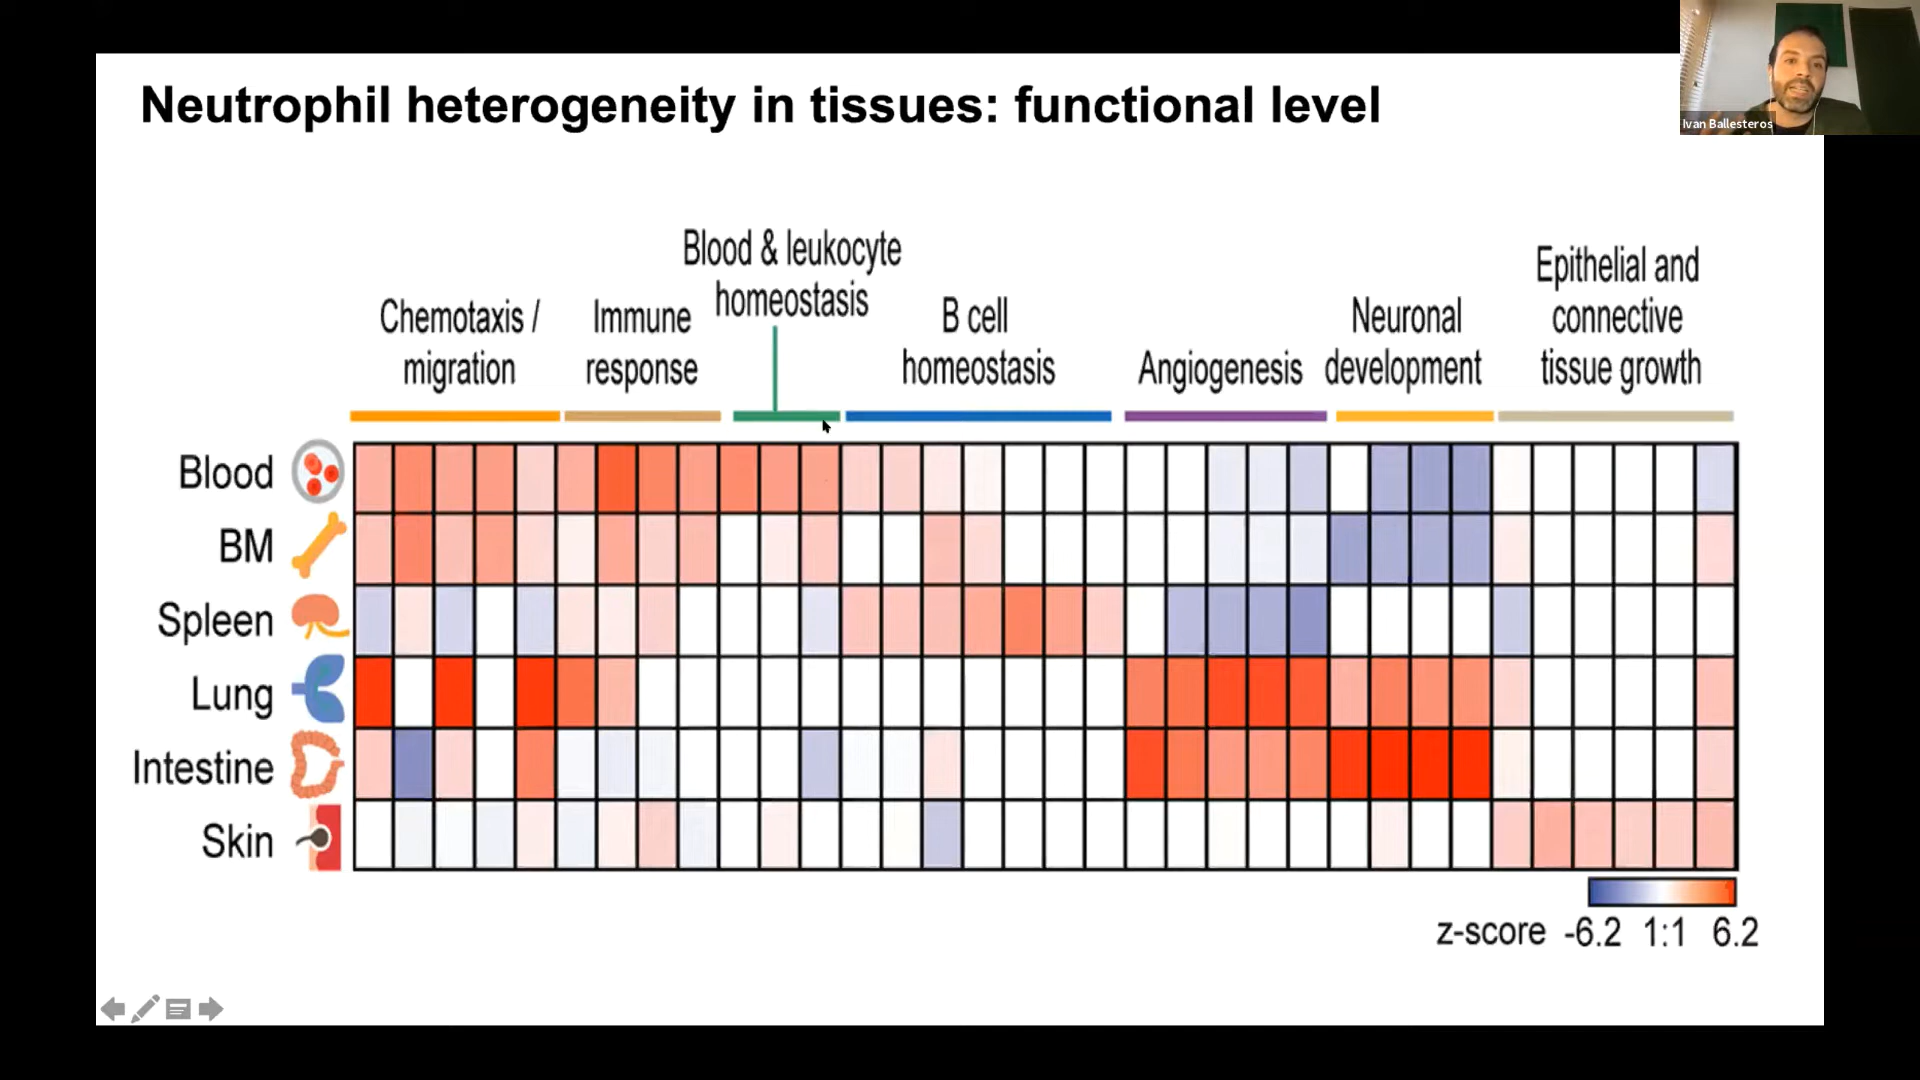 Neutrophil heterogeneity in tissues: functional level
Ivan Ballesteros
Chemotaxis /
migration
Immune
response
Blood & leukocyte
homeostasis
B cell
homeostasis
Angiogenesis
Neuronal
development
Epithelial and
connective
tissue growth
Blood
BM
Spleen
Lung
Intestine
Skin
z-score -6.2 1:1 6.2